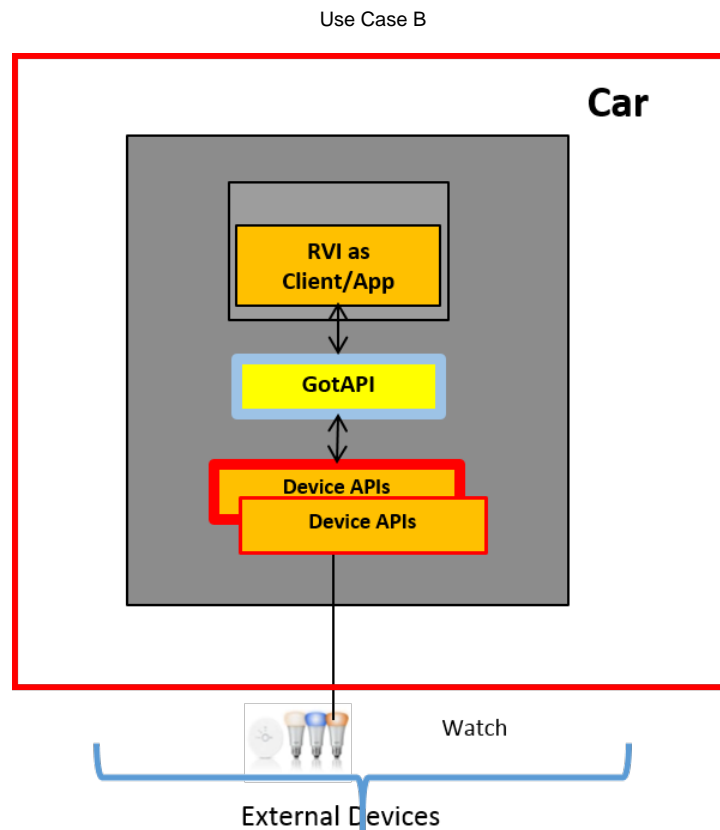 Use Case B
Car
RVI as
Client/App
GotAPI
Device APIs
Device APIs
Watch
External Devices